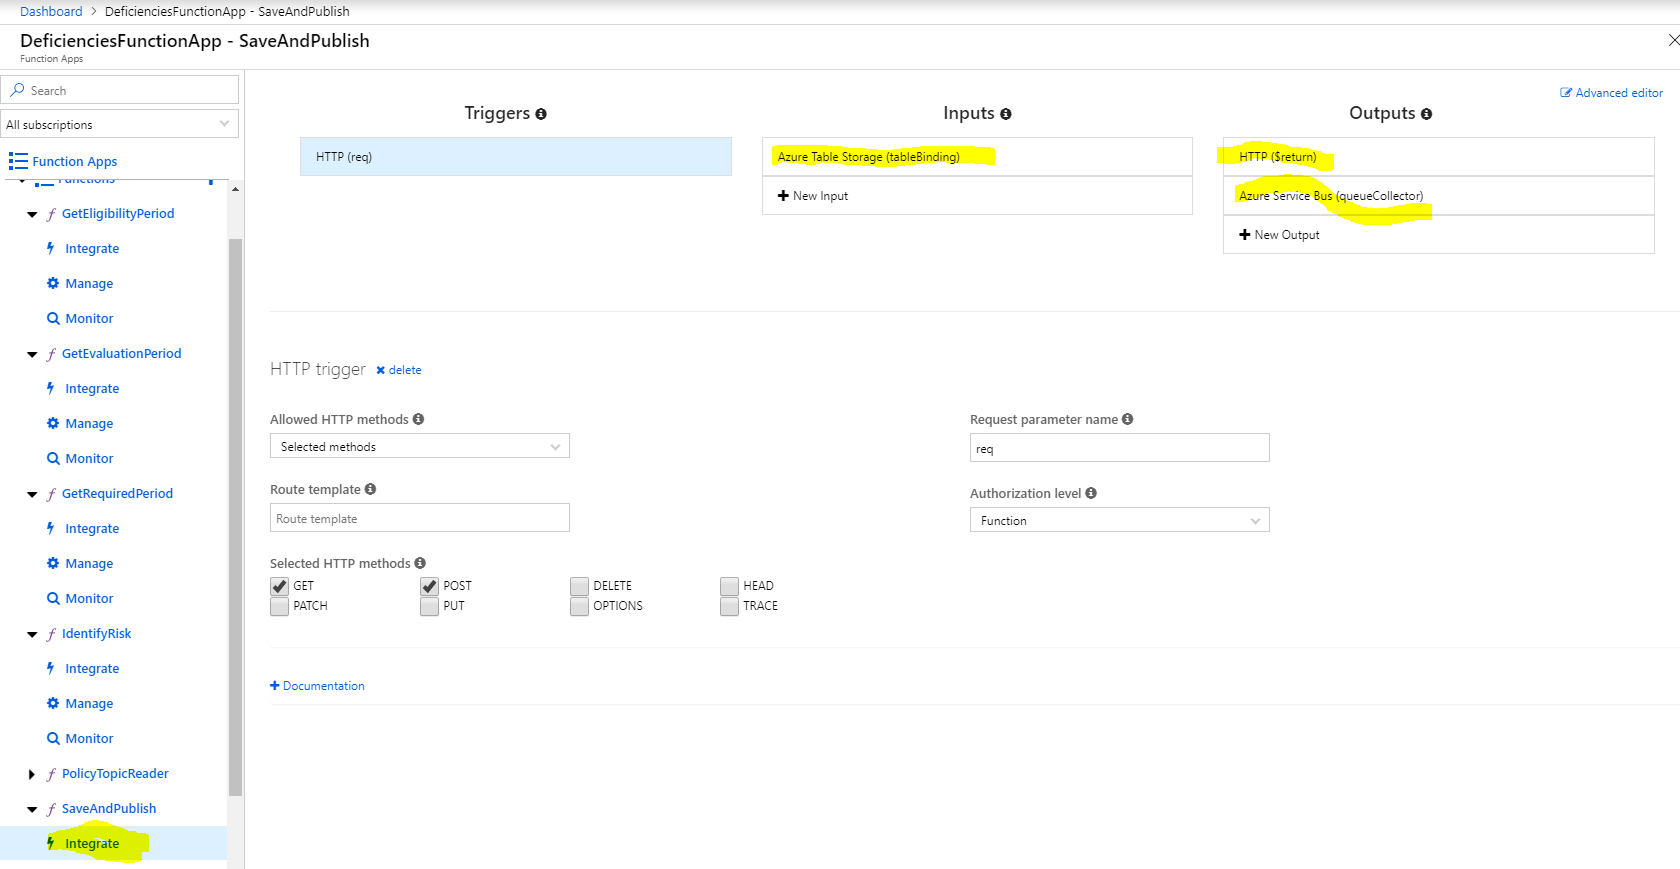 Dashboard > DeficienciesFunctionApp - SaveAndPublish
DeficienciesFunctionApp - SaveAndPublish
Function Apps
Search
All subscriptions
Function Apps
Functions
GetEligibilityPeriod
Integrate
Manage
Monitor
GetEvaluationPeriod
Integrate
Manage
Monitor
GetRequiredPeriod
Integrate
Manage
Monitor
IdentifyRisk
Integrate
Manage
Monitor
PolicyTopicReader
SaveAndPublish
Integrate
Advanced editor
Triggers
HTTP (req)
Inputs
Azure Table Storage (tableBinding)
New Input
Outputs
HTTP ($return)
Azure Service Bus (queueCollector)
New Output
HTTP trigger delete
Allowed HTTP methods
Selected methods
Request parameter name
req
Route template
Route template
Authorization level
Function
Selected HTTP methods
GET POST DELETE HEAD
PATCH PUT OPTIONS TRACE
Documentation